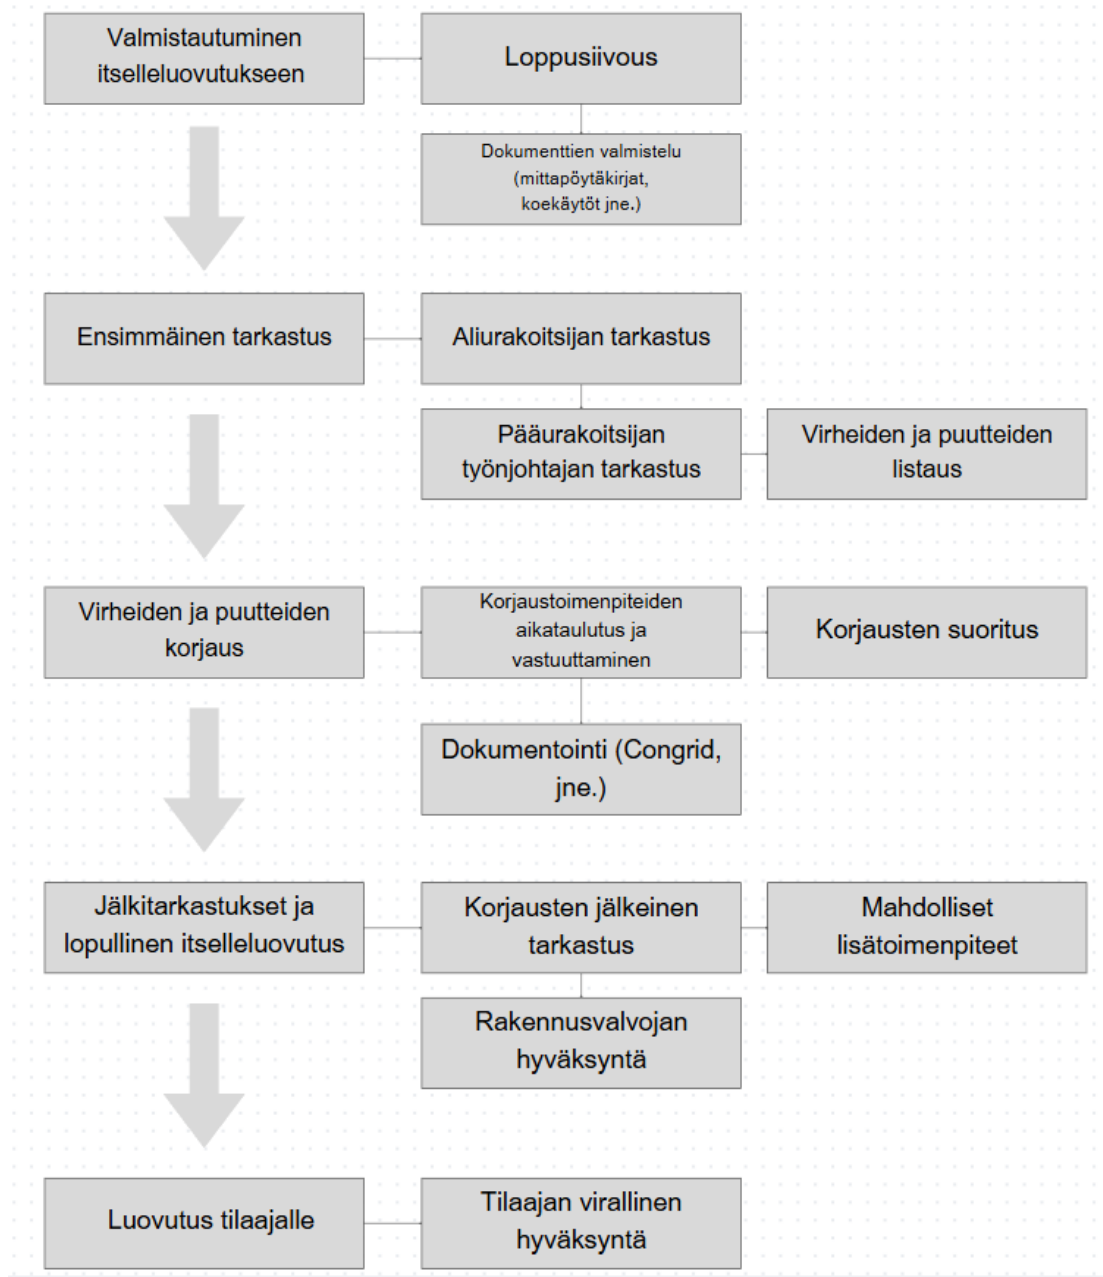 Valmistautuminen
itselleluovutukseen
Loppusiivous
Dokumenttien valmistelu
(mittapöytäkirjat,
koekäytöt jne.)
Ensimmäinen tarkastus
Aliurakoitsijan tarkastus
Pääurakoitsijan
työnjohtajan tarkastus
Virheiden ja puutteiden
listaus
Virheiden ja puutteiden
korjaus
Korjaustoimenpiteiden
aikataulutus ja
vastuuttaminen
Korjausten suoritus
Dokumentointi (Congrid,
jne.)
Jälkitarkastukset ja
lopullinen itselleluovutus
Korjausten jälkeinen
tarkastus
Mahdolliset
lisätoimenpiteet
Rakennusvalvojan
hyväksyntä
Luovutus tilaajalle
Tilaajan virallinen
hyväksyntä